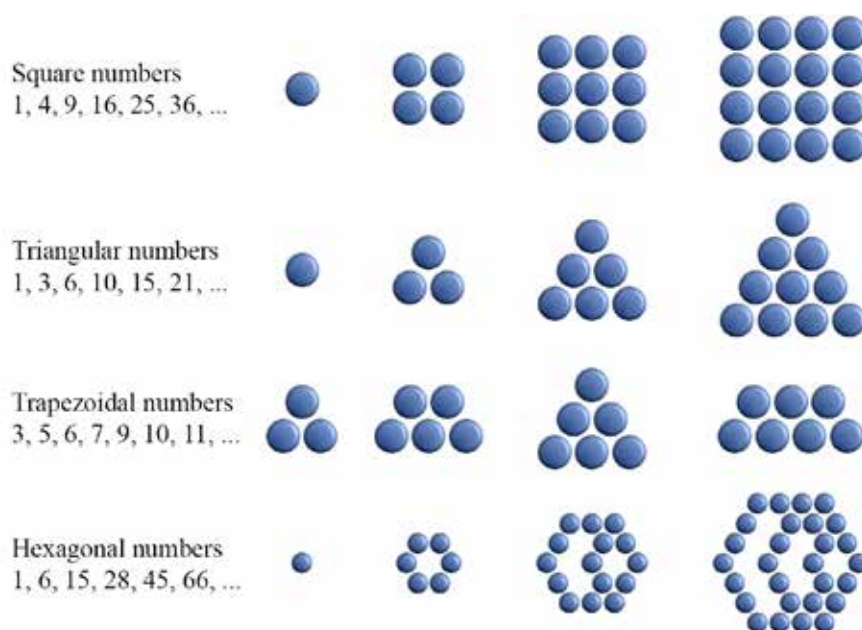 Square numbers
1, 4, 9, 16, 25, 36, ...
Triangular numbers
1, 3, 6, 10, 15, 21, ...
Trapezoidal numbers
3, 5, 6, 7, 9, 10, 11, ...
Hexagonal numbers
1, 6, 15, 28, 45, 66, ...